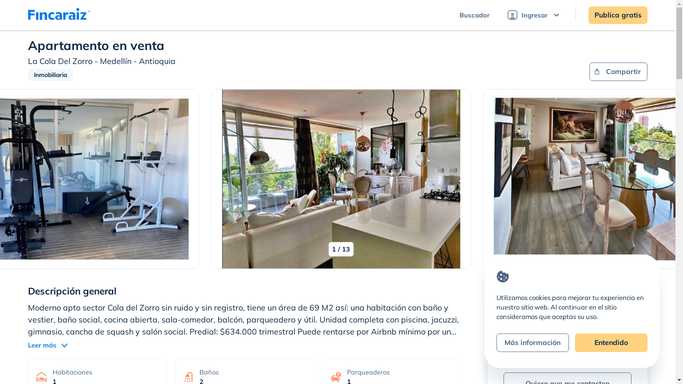 Fincaraiz
Buscador
Ingresar
Publica gratis
Apartamento en venta
La Cola Del Zorro - Medellín - Antioquia
Inmobiliaria
Compartir
1 / 13
Descripción general
Moderno apto sector Cola del Zorro sin ruido y sin registro, tiene un área de 69 M2 así: una habitación con baño y
vestier, baño social, cocina abierta, sala-comedor, balcón, parqueadero y útil. Unidad completa con piscina, jacuzzi,
gimnasio, cancha de squash y salón social. Predial: $634.000 trimestral Puede rentarse por Airbnb mínimo por un...
Leer más
Habitaciones
1
Baños
2
Parqueaderos
1
Utilizamos cookies para mejorar tu experiencia en
nuestro sitio web. Al continuar en el sitio
consideramos que aceptas su uso.
Más información
Entendido
Quiero que me contacten